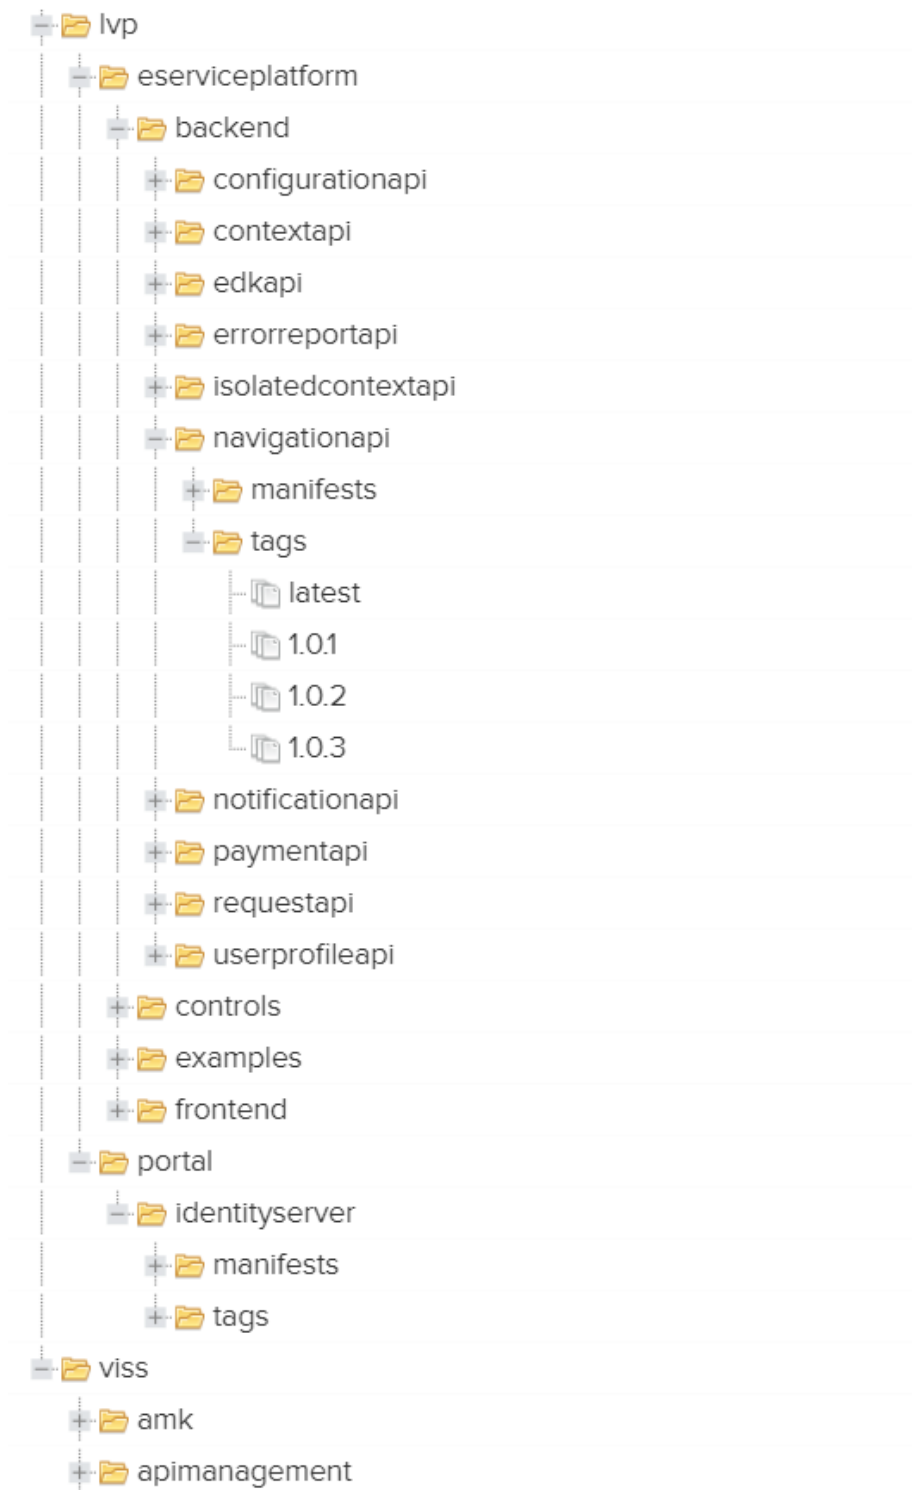 lvp
eserviceplatform
backend
configurationapi
contextapi
edkapi
errorreportapi
isolatedcontextapi
navigationapi
manifests
tags
latest
1.0.1
1.0.2
1.0.3
notificationapi
paymentapi
requestapi
userprofileapi
controls
examples
frontend
portal
identityserver
manifests
tags
viss
amk
apimanagement